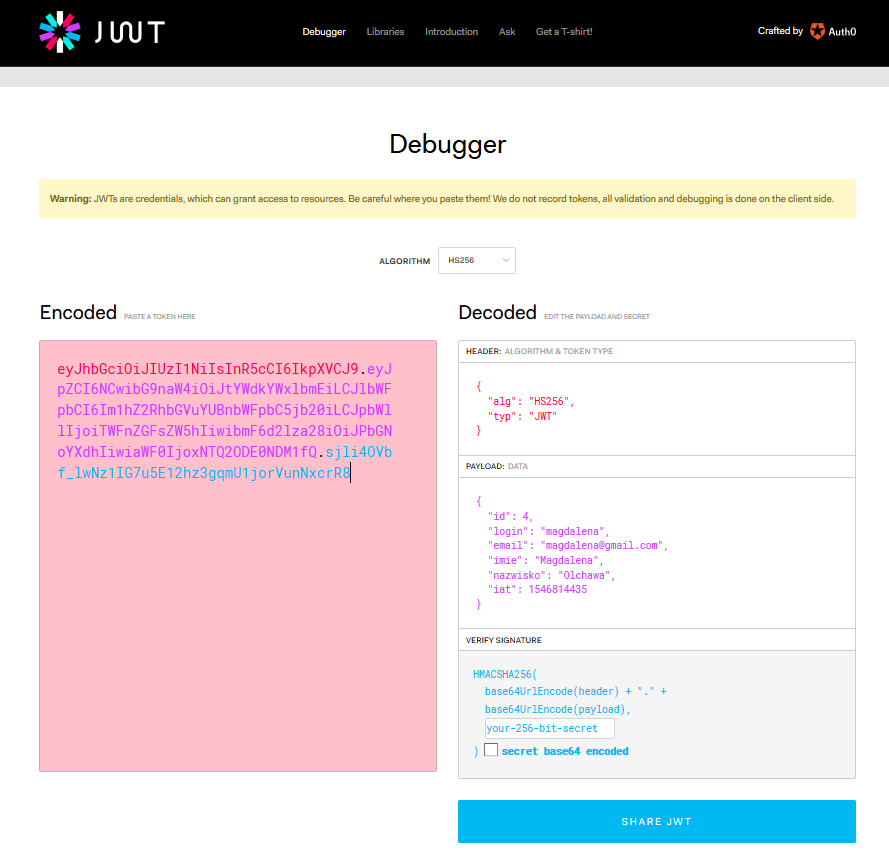 JWT
Debugger Libraries Introduction Ask Get a T-shirt!
Crafted by Auth0
Debugger
Warning: JWTs are credentials, which can grant access to resources. Be careful where you paste them! We do not record tokens, all validation and debugging is done on the client side.
ALGORITHM HS256
Encoded PASTE A TOKEN HERE
eyJhbGciOiJIUzI1NiIsInR5cCI6IkpXVCJ9.eyJ
pZCI6NCwibG9naW4iOiJtYWdkYWxlbmEiLCJlbWF
pbCI6Im1hZ2RhbGVuYUBnbWFpbC5jb20iLCJpbWl
lIjoiTWFnZGFsZW5hIiwibmF6d2lza28iOiJPbGN
oYXdhIiwiaWF0IjoxNTQ2ODE0NDM1fQ.sjli4OVb
f_lwNz1IG7u5E12hz3gqmU1jorVunNxcrR8
Decoded EDIT THE PAYLOAD AND SECRET
HEADER: ALGORITHM & TOKEN TYPE
{
"alg": "HS256",
"typ": "JWT"
}
PAYLOAD: DATA
{
"id": 4,
"login": "magdalena",
"email": "magdalena@gmail.com",
"imie": "Magdalena",
"nazwisko": "Olchawa",
"iat": 1546814435
}
VERIFY SIGNATURE
HMACSHA256(
base64UrlEncode(header) + "." +
base64UrlEncode(payload),
your-256-bit-secret
) secret base64 encoded
SHARE JWT